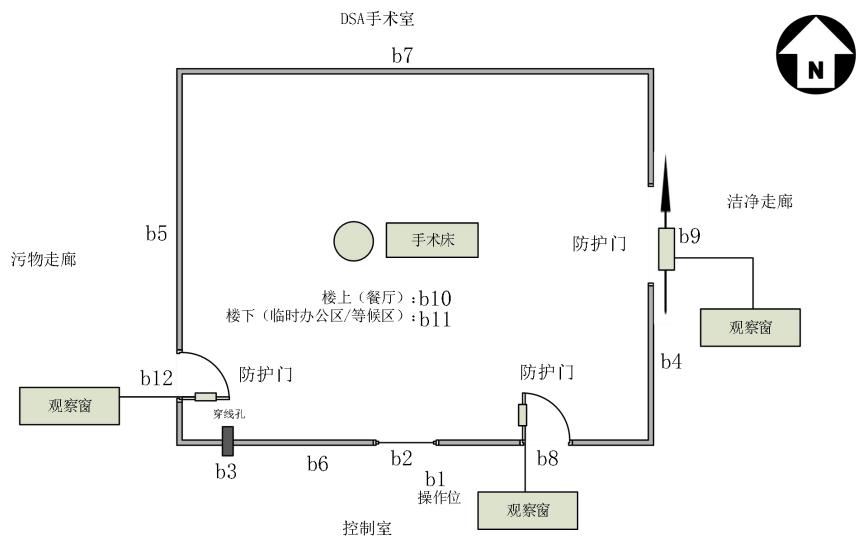 DSA手术室
b7
N
洁净走廊
b5
手术床
防护门
b9
污物走廊
楼上（餐厅）：b10
楼下（临时办公区/等候区）：b11
观察窗
b12
防护门
防护门
b4
观察窗
穿线孔
b3
b6
b2
b8
b1
操作位
观察窗
控制室